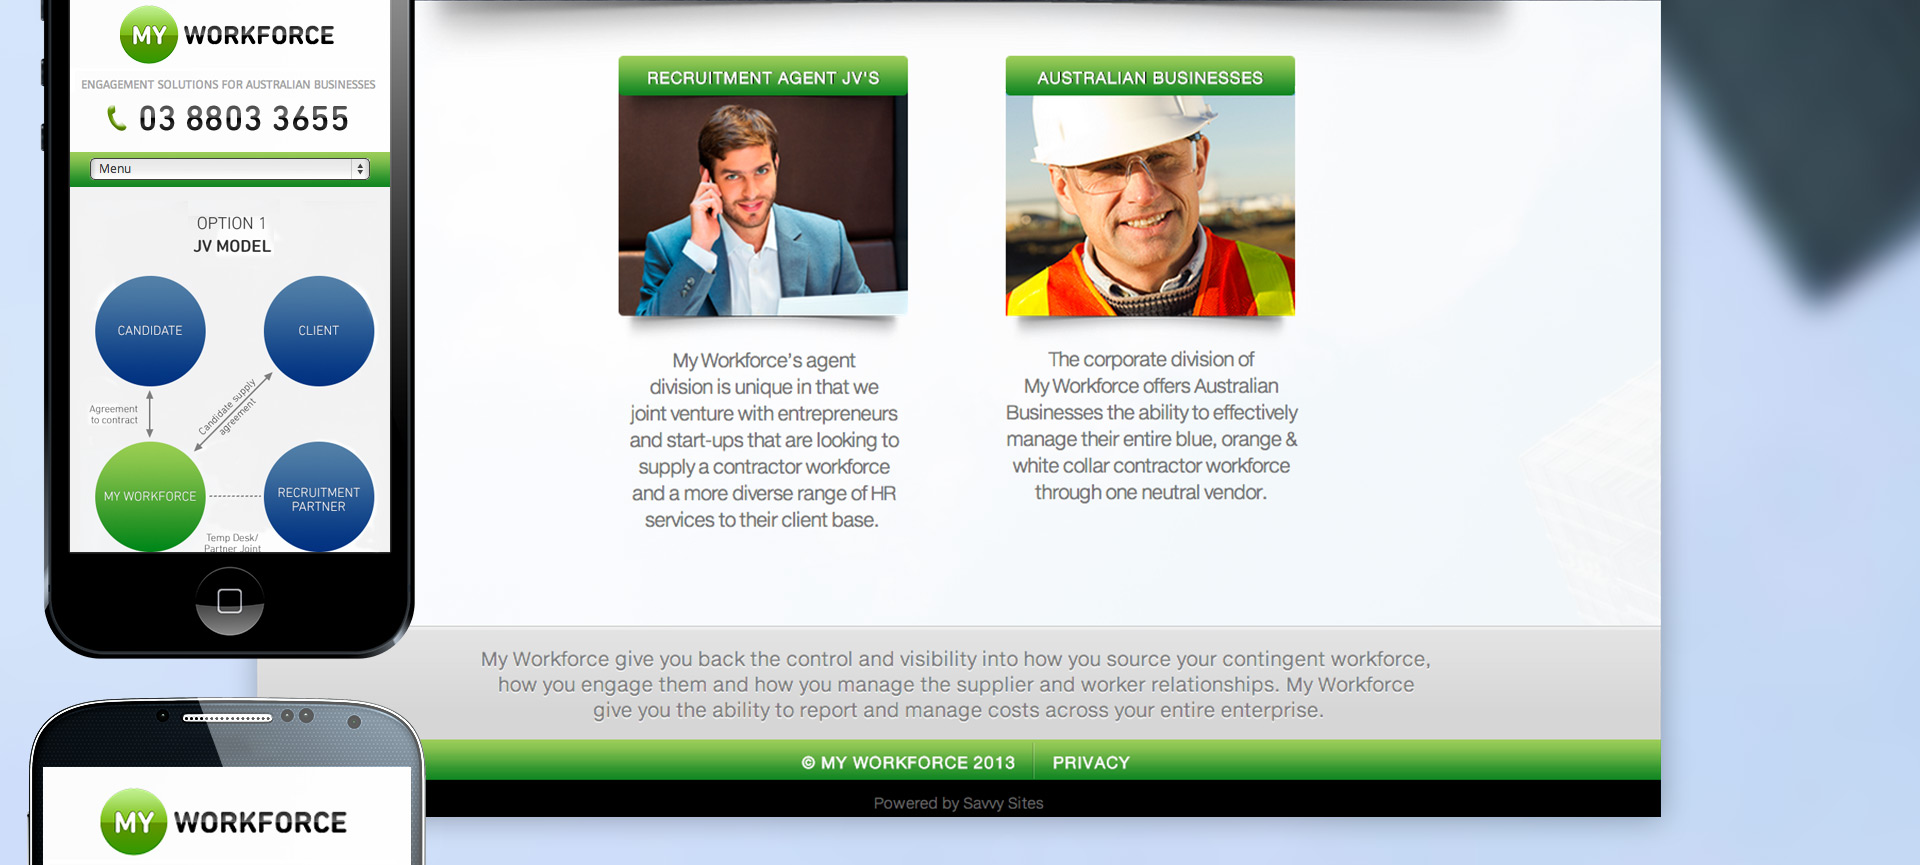 MY WORKFORCE
ENGAGEMENT SOLUTIONS FOR AUSTRALIAN BUSINESSES
03 8803 3655
Menu
OPTION 1
JV MODEL
CANDIDATE
CLIENT
Agreement
to contract
Candidate supply
agreement
MY WORKFORCE
RECRUITMENT
PARTNER
Temp Desk/
Partner Joint
RECRUITMENT AGENT JV'S
My Workforce's agent
division is unique in that we
joint venture with entrepreneurs
and start-ups that are looking to
supply a contractor workforce
and a more diverse range of HR
services to their client base.
AUSTRALIAN BUSINESSES
The corporate division of
My Workforce offers Australian
Businesses the ability to effectively
manage their entire blue, orange &
white collar contractor workforce
through one neutral vendor.
My Workforce give you back the control and visibility into how you source your contingent workforce,
how you engage them and how you manage the supplier and worker relationships. My Workforce
give you the ability to report and manage costs across your entire enterprise.
© MY WORKFORCE 2013
PRIVACY
Powered by Savvy Sites
MY WORKFORCE